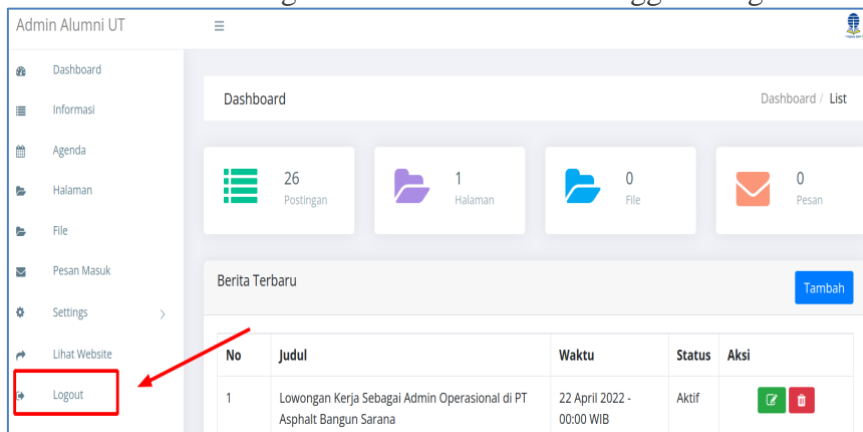 Admin Alumni UT
Dashboard
Informasi
Agenda
Halaman
File
Pesan Masuk
Settings
Lihat Website
Logout
Dashboard
Dashboard / List
26
Postingan
1
Halaman
0
File
0
Pesan
Berita Terbaru
Tambah
No Judul Waktu Status Aksi
1 Lowongan Kerja Sebagai Admin Operasional di PT 22 April 2022 - Aktif
Asphalt Bangun Sarana 00:00 WIB